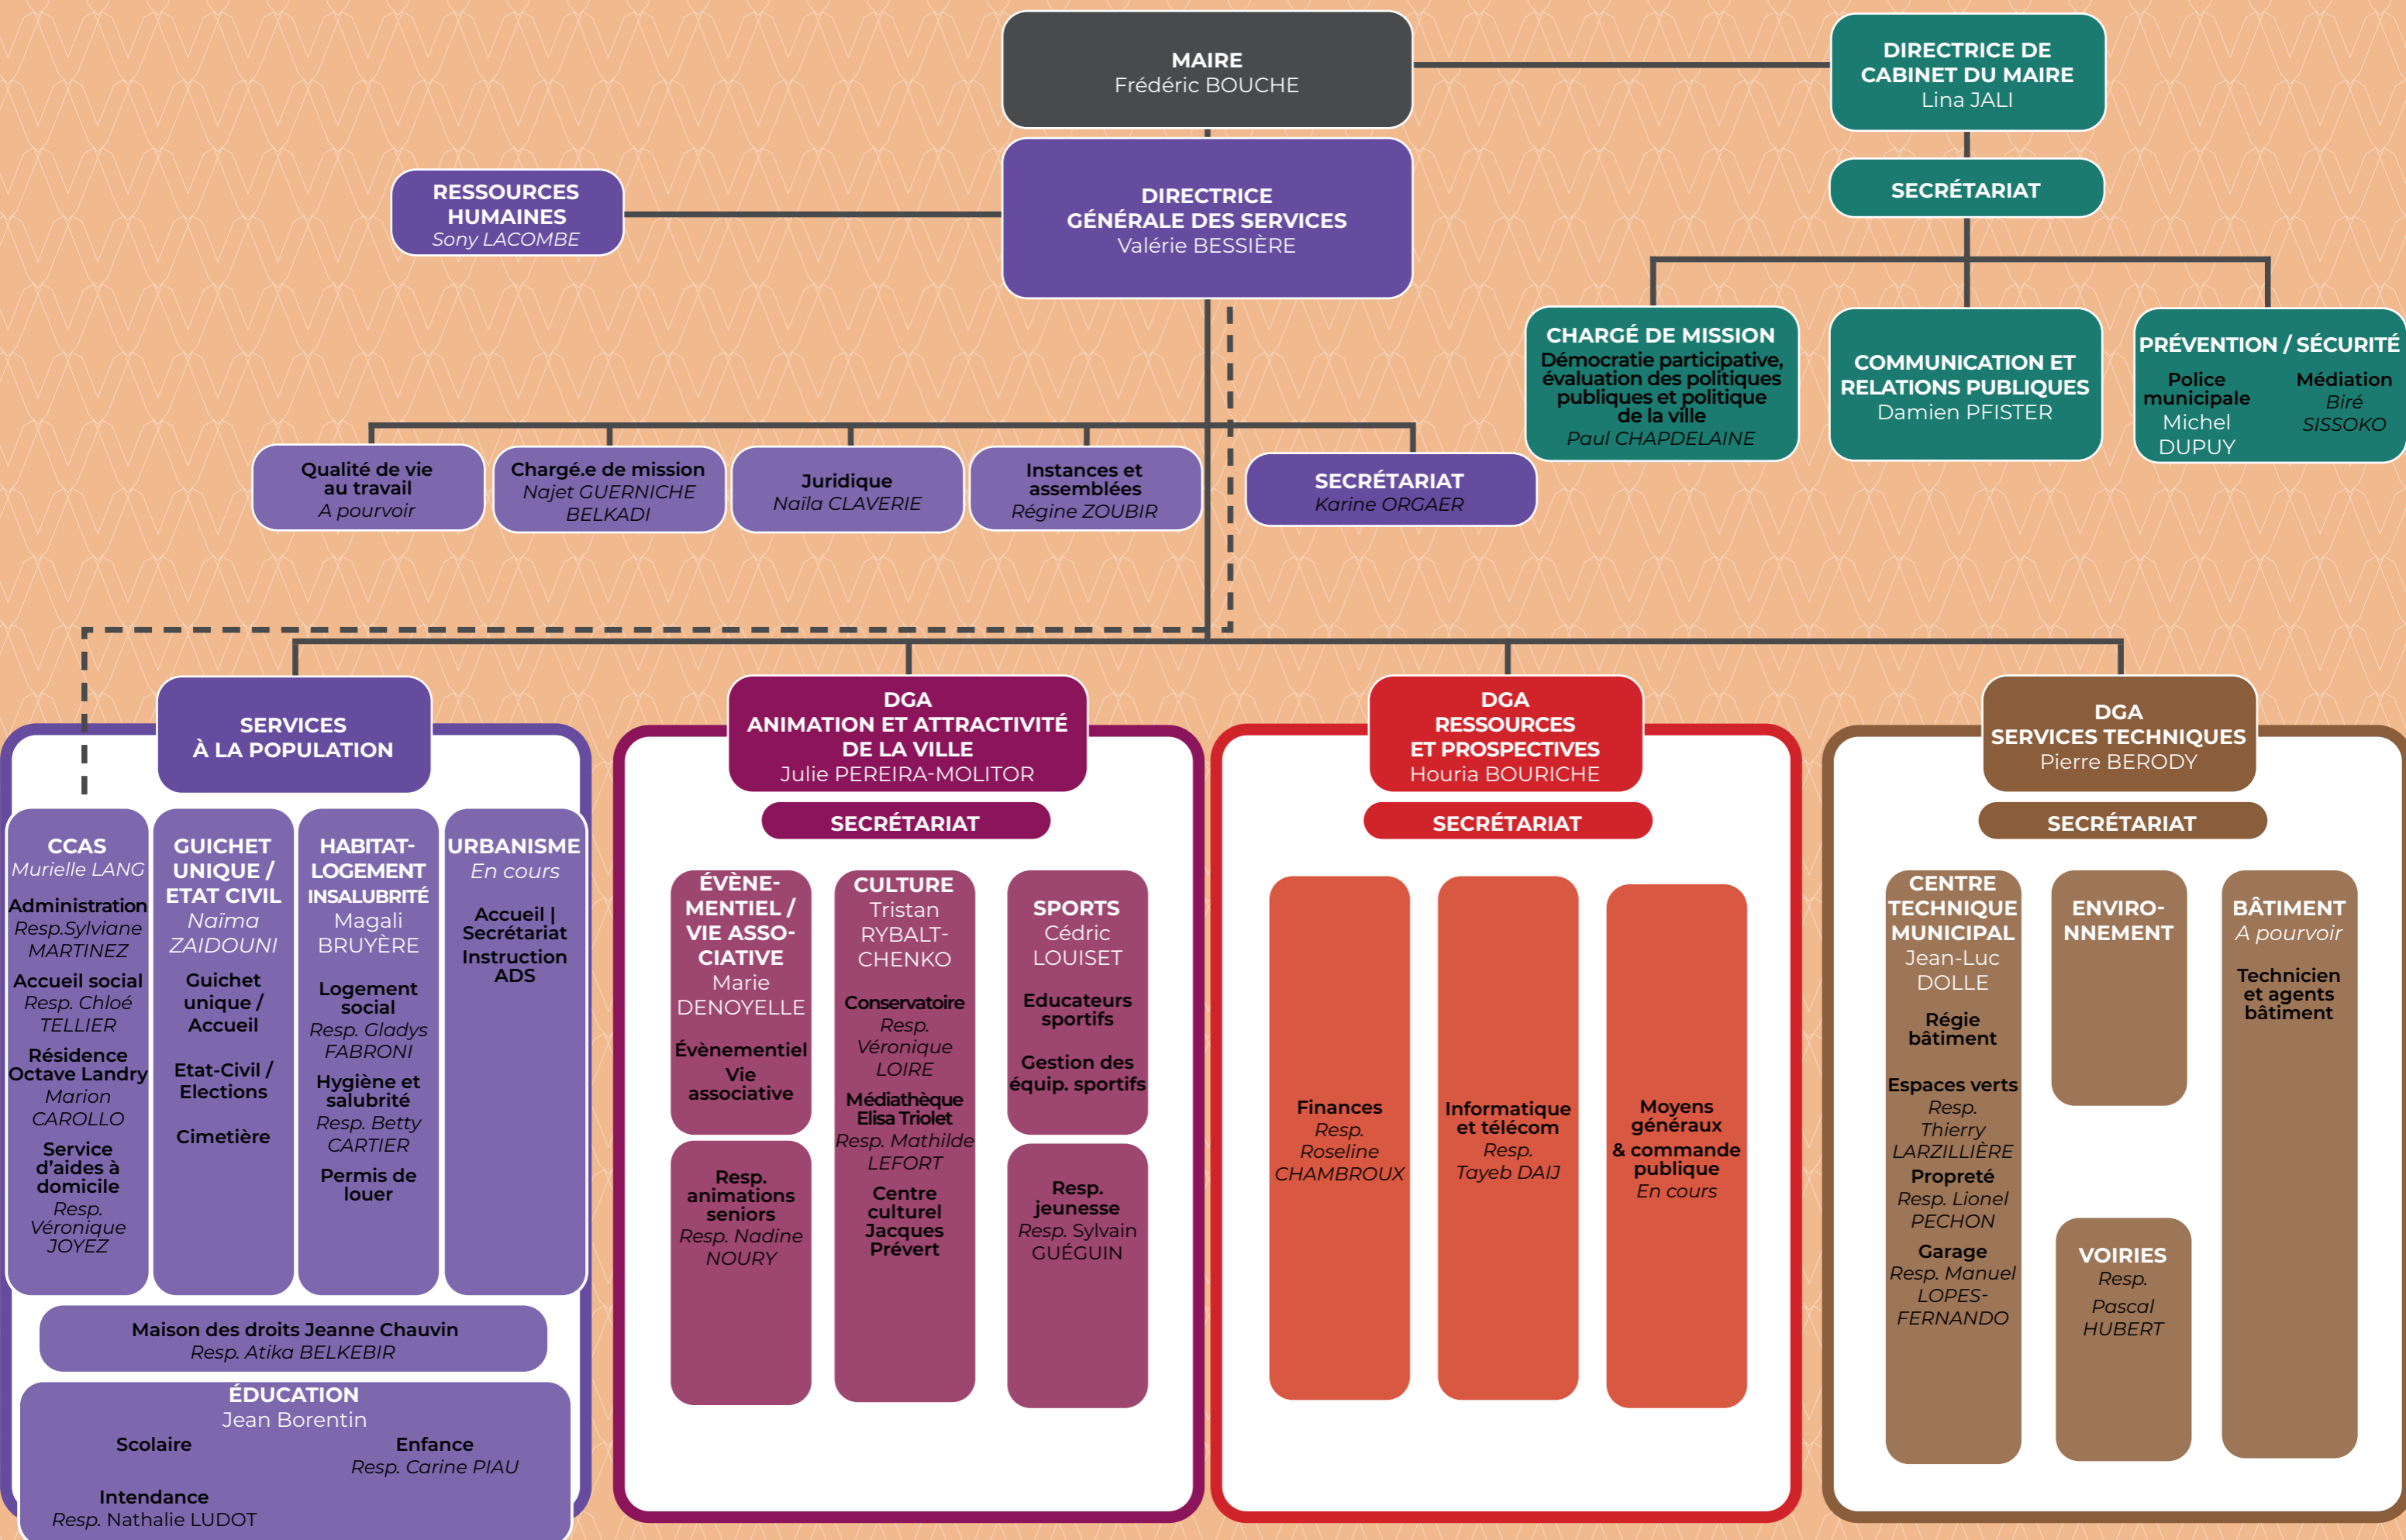 MAIRE
Frédéric BOUCHE
DIRECTRICE DE
CABINET DU MAIRE
Lina JALI
RESSOURCES
HUMAINES
Sony LACOMBE
DIRECTRICE
GÉNÉRALE DES SERVICES
Valérie BESSIÈRE
SECRÉTARIAT
CHARGÉ DE MISSION
Démocratie participative,
évaluation des politiques
publiques et politique
de la ville
Paul CHAPDELAINE
COMMUNICATION ET
RELATIONS PUBLIQUES
Damien PFISTER
PRÉVENTION / SÉCURITÉ
Police
municipale
Michel
DUPUY
Médiation
Biré
SISSOKO
Qualité de vie
au travail
A pourvoir
Chargé.e de mission
Najet GUERNICHE
BELKADI
Juridique
Naïla CLAVERIE
Instances et
assemblées
Régine ZOUBIR
SECRÉTARIAT
Karine ORGAER
SERVICES
À LA POPULATION
CCAS
Murielle LANG
Administration
Resp.Sylviane
MARTINEZ
Accueil social
Resp. Chloé
TELLIER
Résidence
Octave Landry
Marion
CAROLLO
Service
d'aides à
domicile
Resp.
Véronique
JOYEZ
GUICHET
UNIQUE /
ETAT CIVIL
Naïma
ZAIDOUNI
Guichet
unique /
Accueil
Etat-Civil /
Elections
Cimetière
HABITAT-
LOGEMENT
INSALUBRITÉ
Magali
BRUYÈRE
Logement
social
Resp. Gladys
FABRONI
Hygiène et
salubrité
Resp. Betty
CARTIER
Permis de
louer
URBANISME
En cours
Accueil |
Secrétariat
Instruction
ADS
Maison des droits Jeanne Chauvin
Resp. Atika BELKEBIR
ÉDUCATION
Jean Borentin
Scolaire
Enfance
Resp. Carine PIAU
Intendance
Resp. Nathalie LUDOT
DGA
ANIMATION ET ATTRACTIVITÉ
DE LA VILLE
Julie PEREIRA-MOLITOR
SECRÉTARIAT
ÉVÈNE-
MENTIEL /
VIE ASSO-
CIATIVE
Marie
DENOYELLE
Évènementiel
Vie
associative
Resp.
animations
seniors
Resp. Nadine
NOURY
CULTURE
Tristan
RYBALT-
CHENKO
Conservatoire
Resp.
Véronique
LOIRE
Médiathèque
Elisa Triolet
Resp. Mathilde
LEFORT
Centre
culturel
Jacques
Prévert
SPORTS
Cédric
LOUISET
Educateurs
sportifs
Gestion des
équip. sportifs
Resp.
jeunesse
Resp. Sylvain
GUÉGUIN
DGA
RESSOURCES
ET PROSPECTIVES
Houria BOURICHE
SECRÉTARIAT
Finances
Resp.
Roseline
CHAMBROUX
Informatique
et télécom
Resp.
Tayeb DAIJ
Moyens
généraux
& commande
publique
En cours
DGA
SERVICES TECHNIQUES
Pierre BERODY
SECRÉTARIAT
CENTRE
TECHNIQUE
MUNICIPAL
Jean-Luc
DOLLE
Régie
bâtiment
Espaces verts
Resp.
Thierry
LARZILLIÈRE
Propreté
Resp. Lionel
PECHON
Garage
Resp. Manuel
LOPES-
FERNANDO
ENVIRO-
NNEMENT
VOIRIES
Resp.
Pascal
HUBERT
BÂTIMENT
A pourvoir
Technicien
et agents
bâtiment